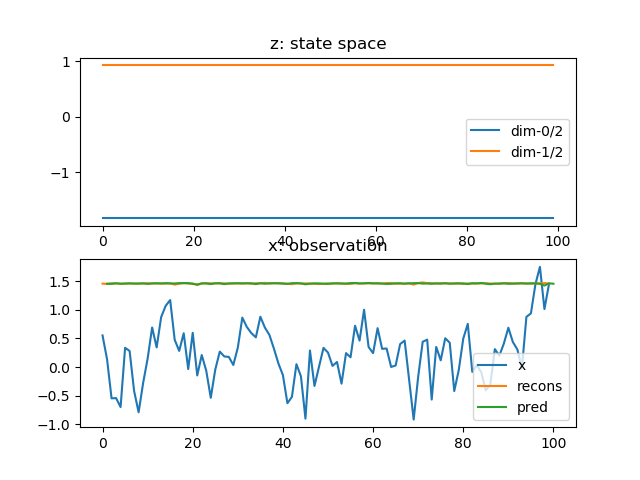 z: state space
1
0
−1
dim-0/2
dim-1/2
0 20 40 60 80 100
x: observation
1.5
1.0
0.5
0.0
−0.5
−1.0
x
recons
pred
0 20 40 60 80 100